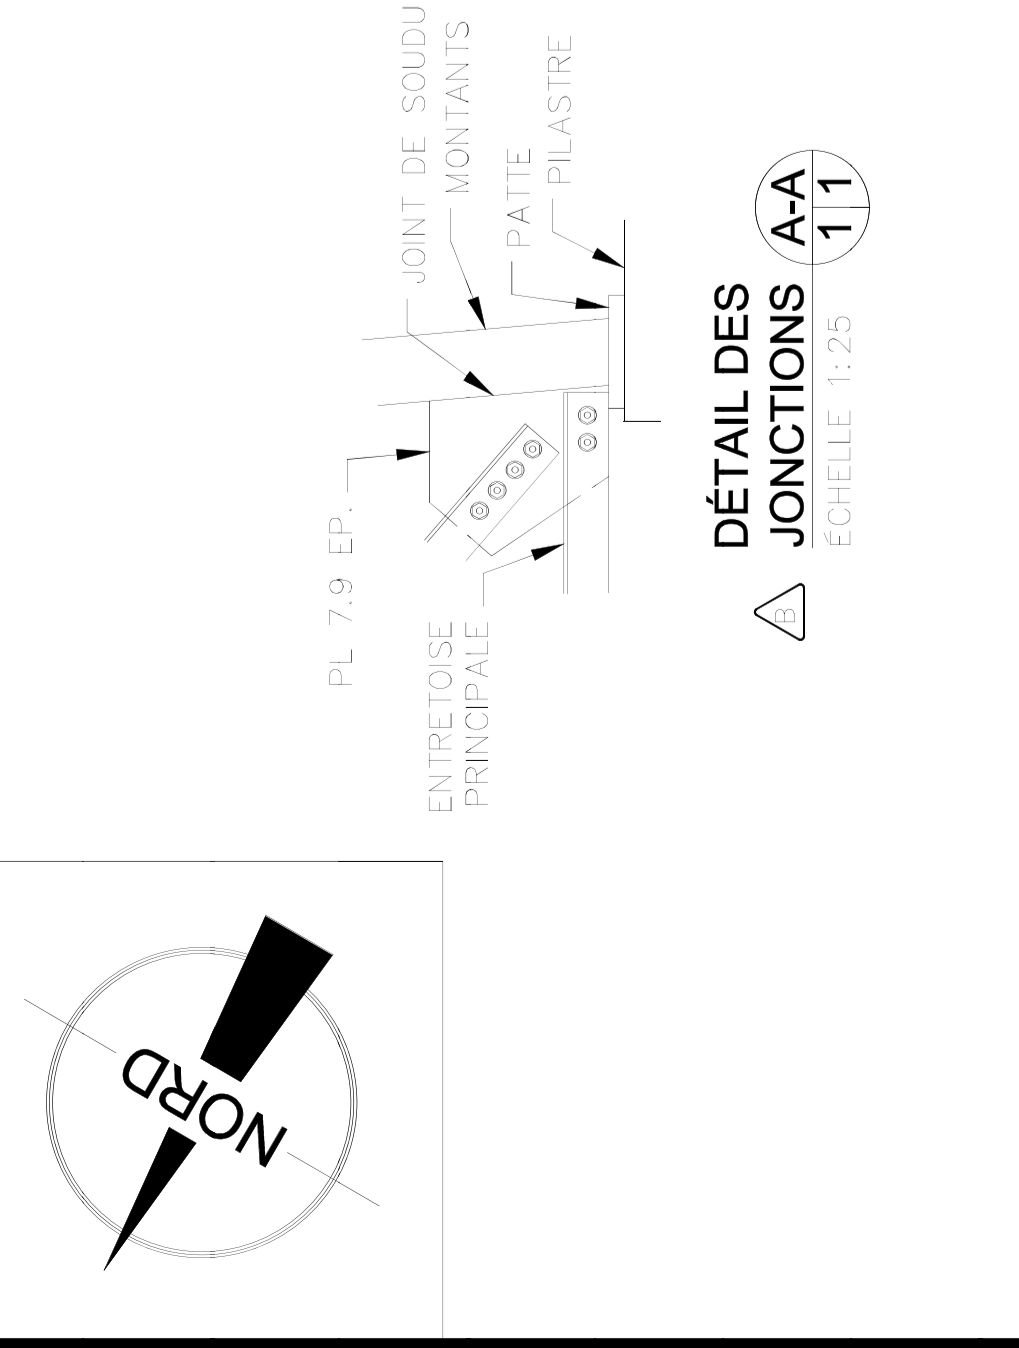 JOINT DE SOUDU
MONTANTS
PATTE
PILASTRE
PL 7.9 EP.
ENTRETOISE
PRINCIPALE
DÉTAIL DES
JONCTIONS
A-A
1 1
ÉCHELLE 1:25
B
NORD